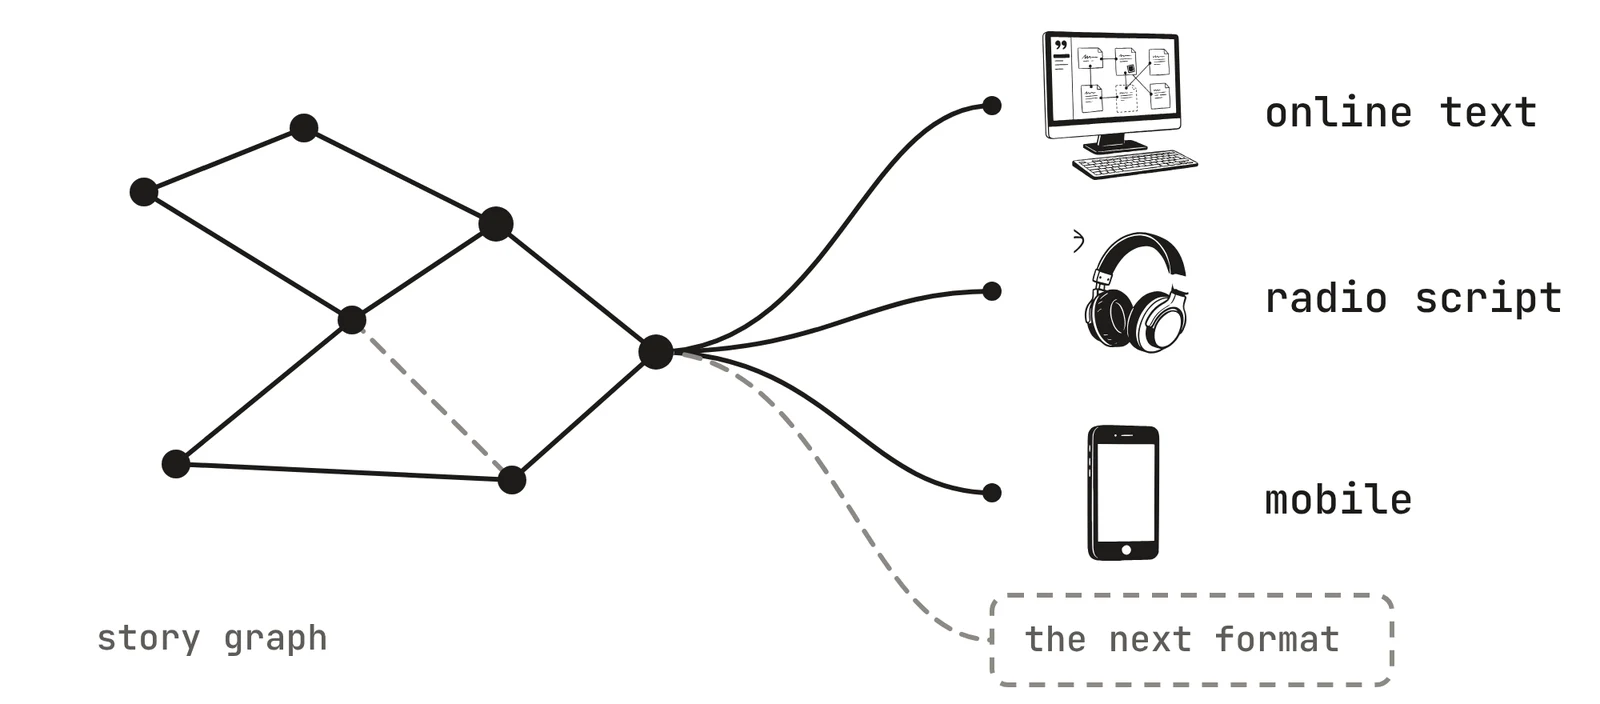 online text
radio script
mobile
the next format
story graph